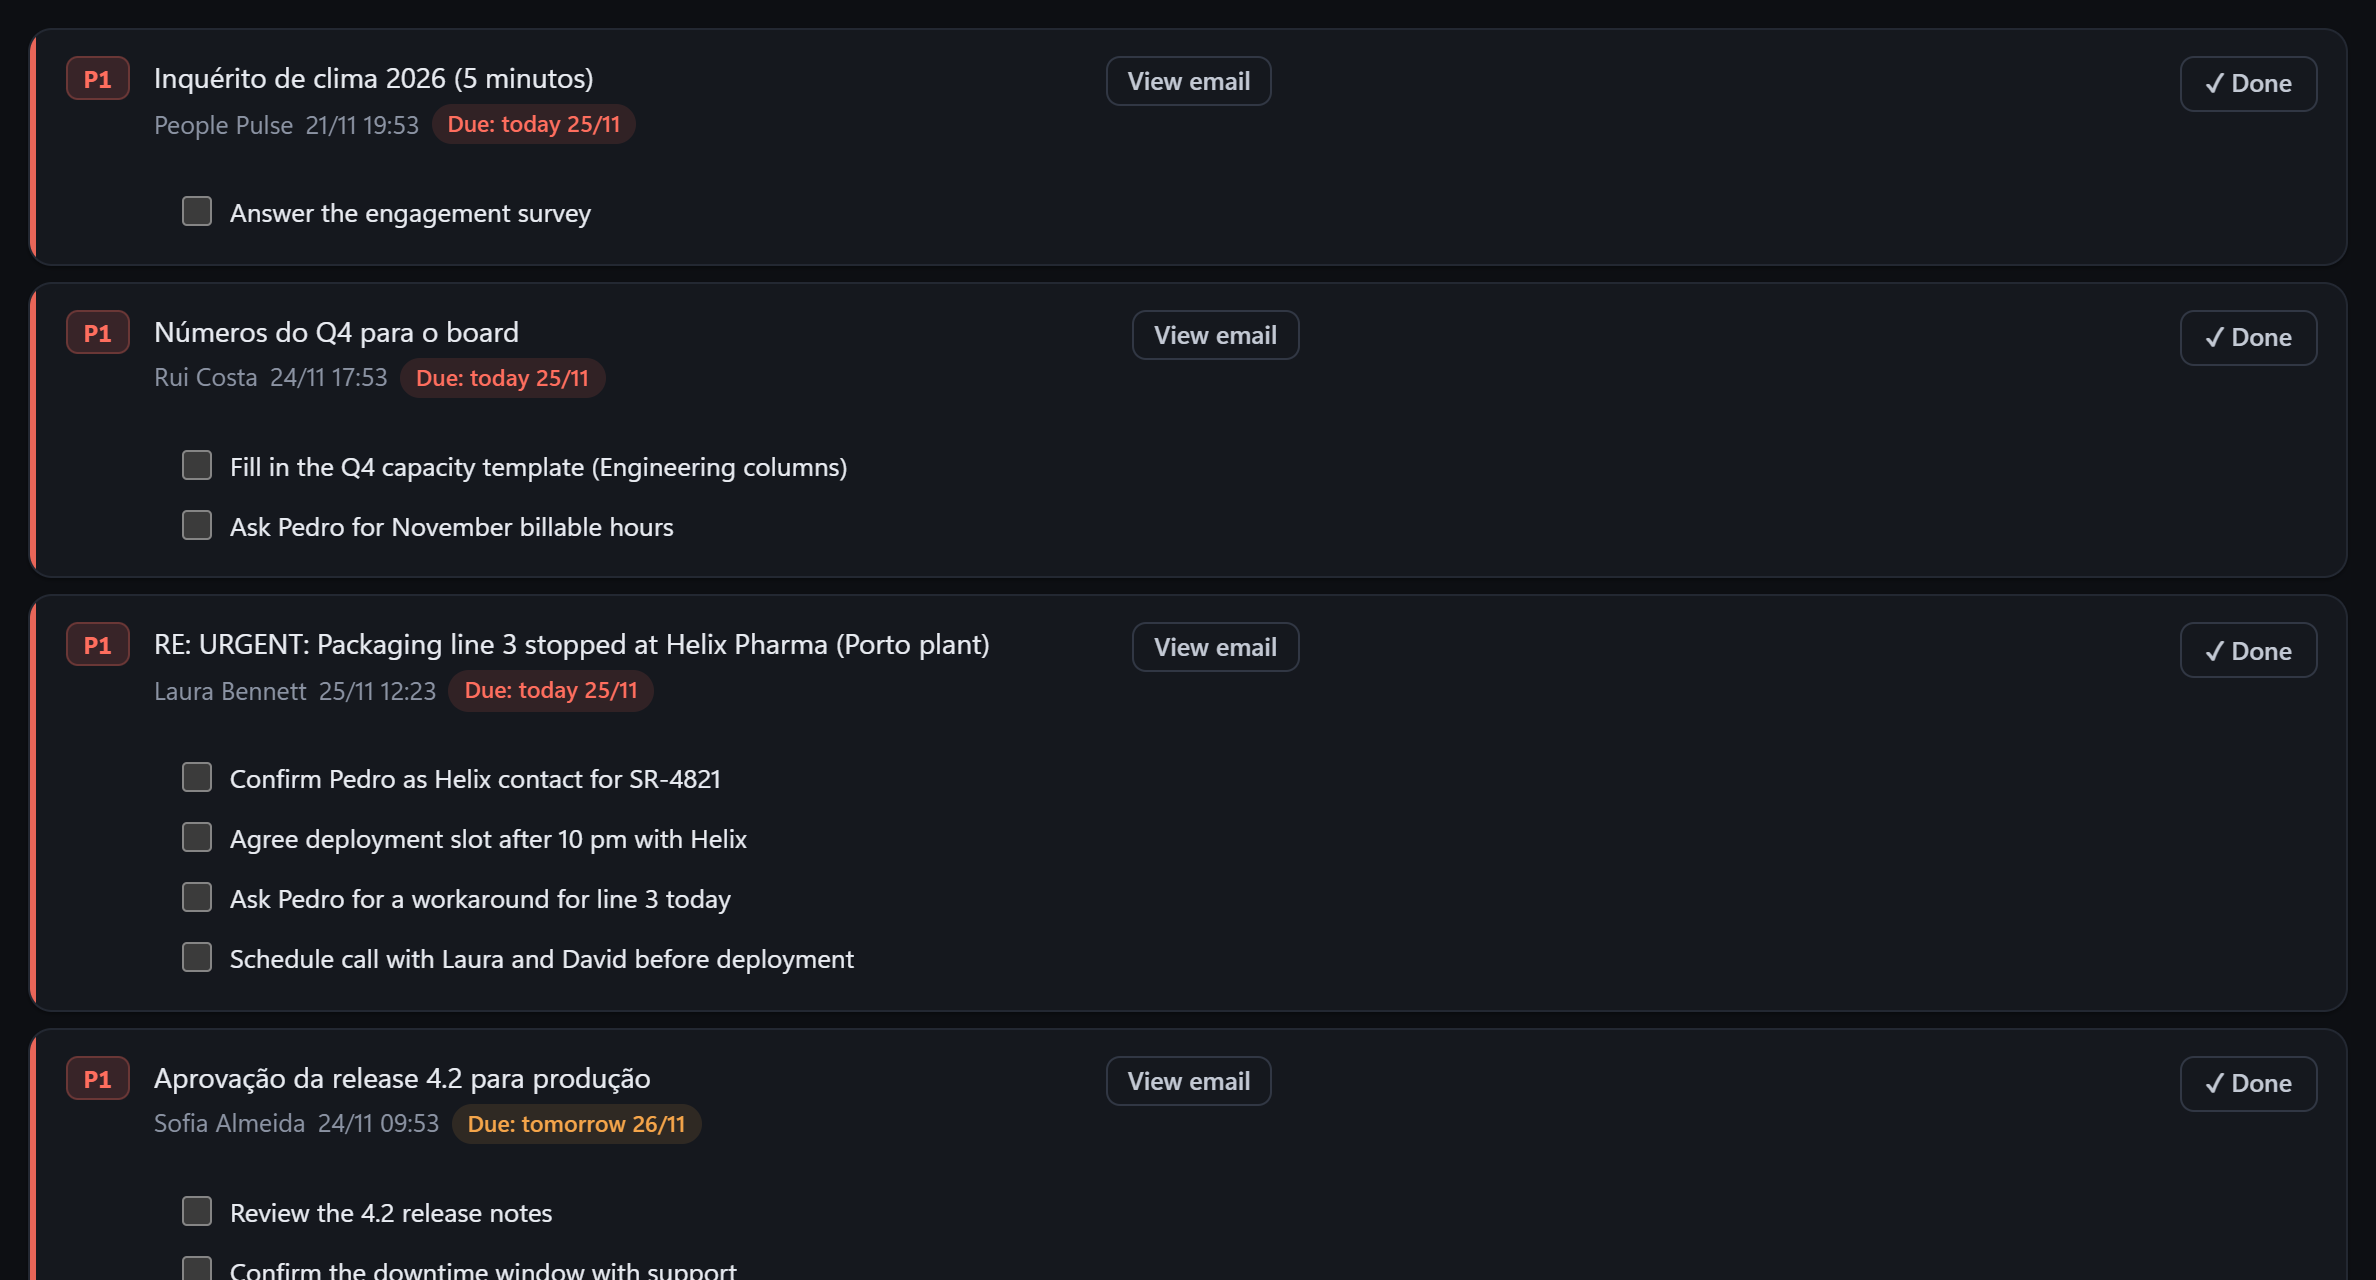 P1 Inquérito de clima 2026 (5 minutos) View email ✓ Done
People Pulse 21/11 19:53 Due: today 25/11
Answer the engagement survey
P1 Números do Q4 para o board View email ✓ Done
Rui Costa 24/11 17:53 Due: today 25/11
Fill in the Q4 capacity template (Engineering columns)
Ask Pedro for November billable hours
P1 RE: URGENT: Packaging line 3 stopped at Helix Pharma (Porto plant) View email ✓ Done
Laura Bennett 25/11 12:23 Due: today 25/11
Confirm Pedro as Helix contact for SR-4821
Agree deployment slot after 10 pm with Helix
Ask Pedro for a workaround for line 3 today
Schedule call with Laura and David before deployment
P1 Aprovação da release 4.2 para produção View email ✓ Done
Sofia Almeida 24/11 09:53 Due: tomorrow 26/11
Review the 4.2 release notes
Confirm the downtime window with support